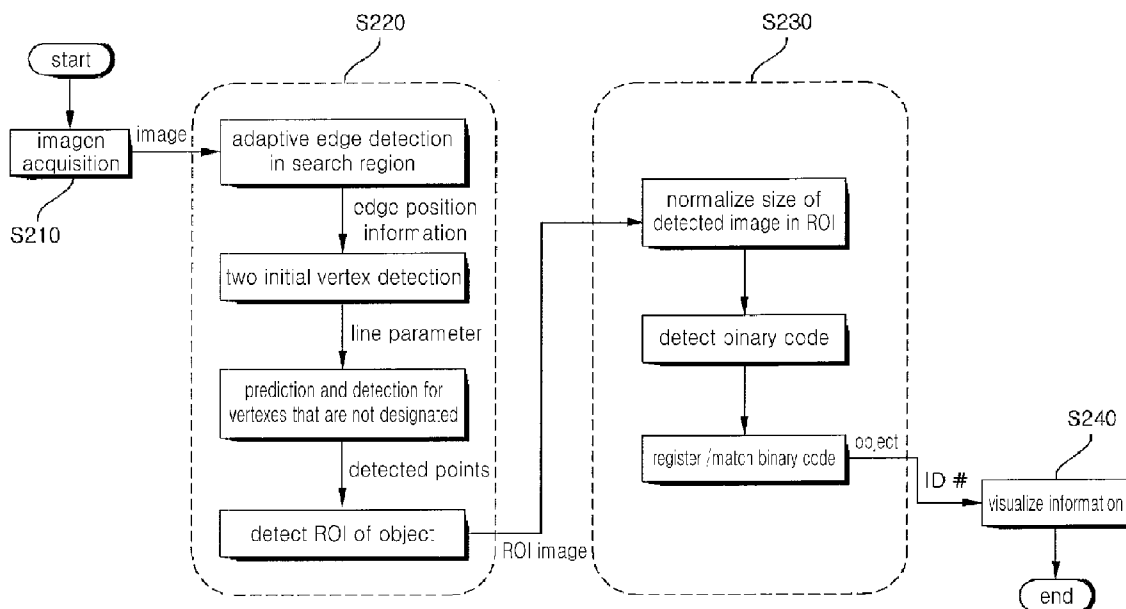 S220
S230
start
imagen
acquisition
image
S210
adaptive edge detection
in search region
edge position
information
two initial vertex detection
line parameter
prediction and detection for
vertexes that are not designated
detected points
detect ROI of object
ROI image
normalize size of
detected image in ROI
detect binary code
register /match binary code
object
ID #
S240
visualize information
end